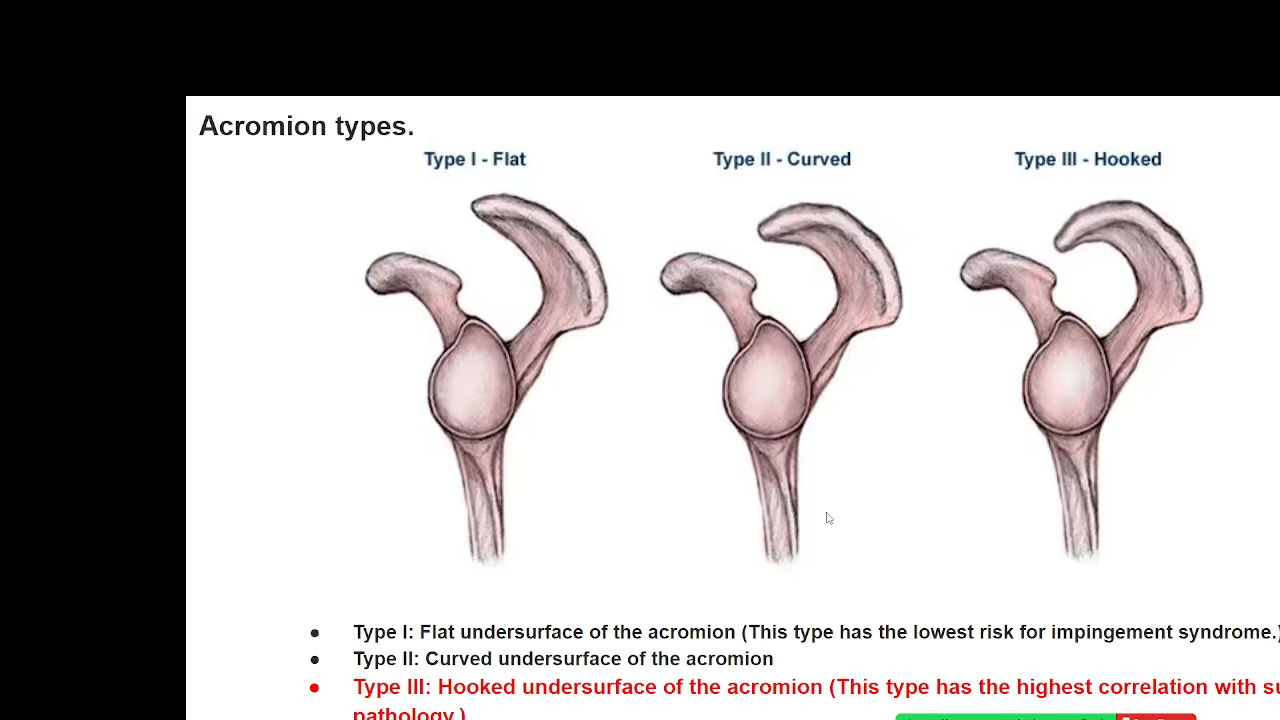 Acromion types.
Type I - Flat
Type II - Curved
Type III - Hooked
● Type I: Flat undersurface of the acromion (This type has the lowest risk for impingement syndrome.)
● Type II: Curved undersurface of the acromion
● Type III: Hooked undersurface of the acromion (This type has the highest correlation with
pathology.)